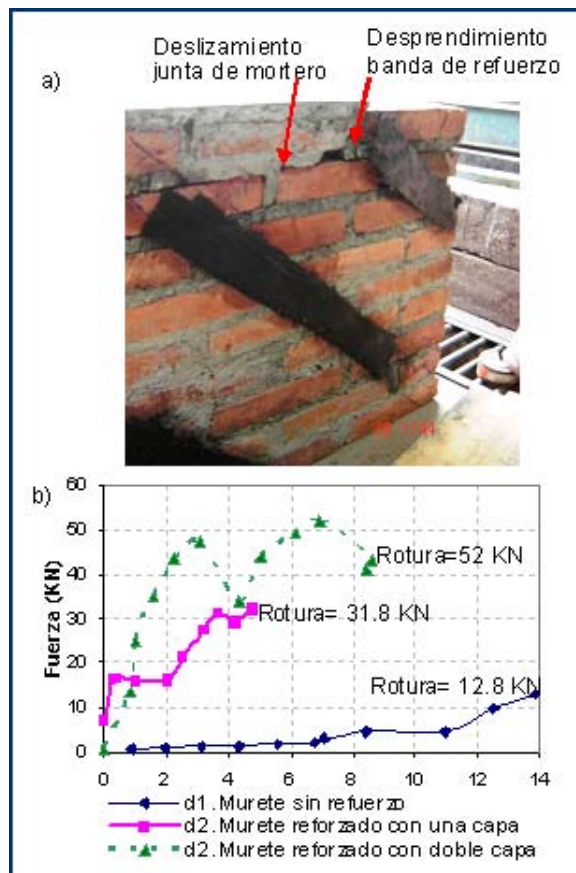 a)
Deslizamiento
junta de mortero
Desprendimiento
banda de refuerzo
b)
Fuerza (KN)
60
50
40
30
20
10
0
Rotura=52 KN
Rotura= 31.8 KN
Rotura= 12.8 KN
0 2 4 6 8 10 12 14
d1.Murete sin refuerzo
d2.Murete reforzado con una capa
d2.Murete reforzado con doble capa